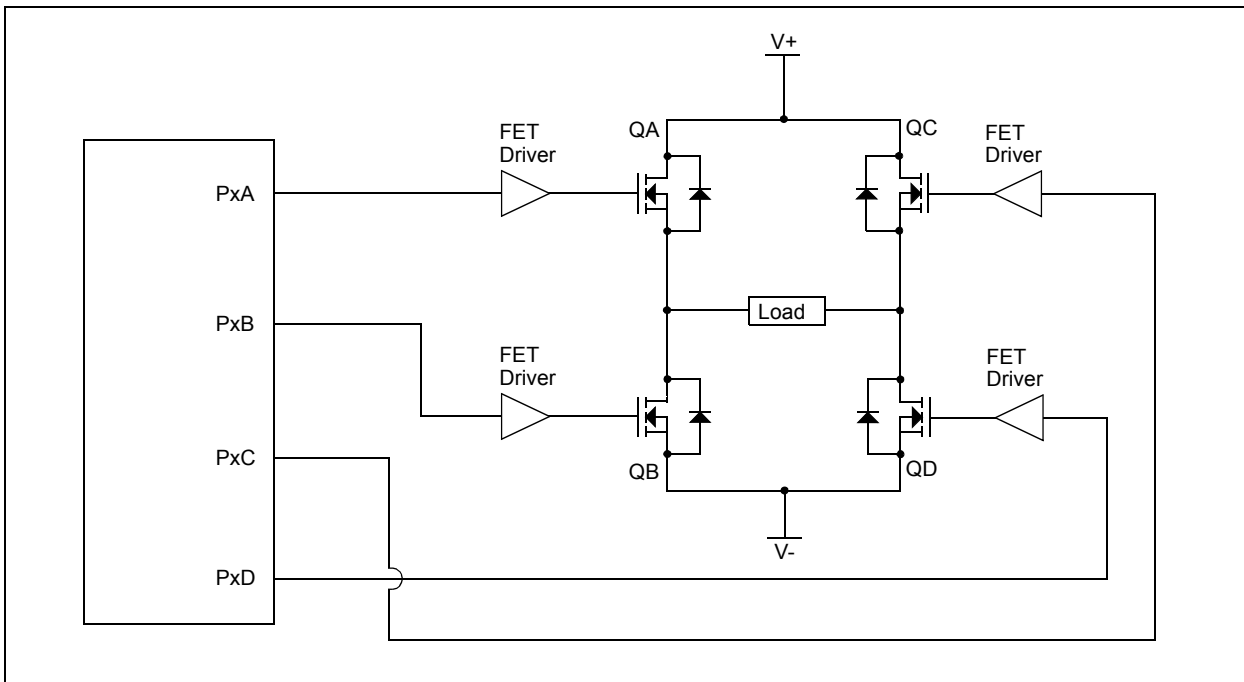 V+
QA
QC
FET
Driver
FET
Driver
PxA
Load
PxB
FET
Driver
FET
Driver
PxC
QB
QD
V-
PxD